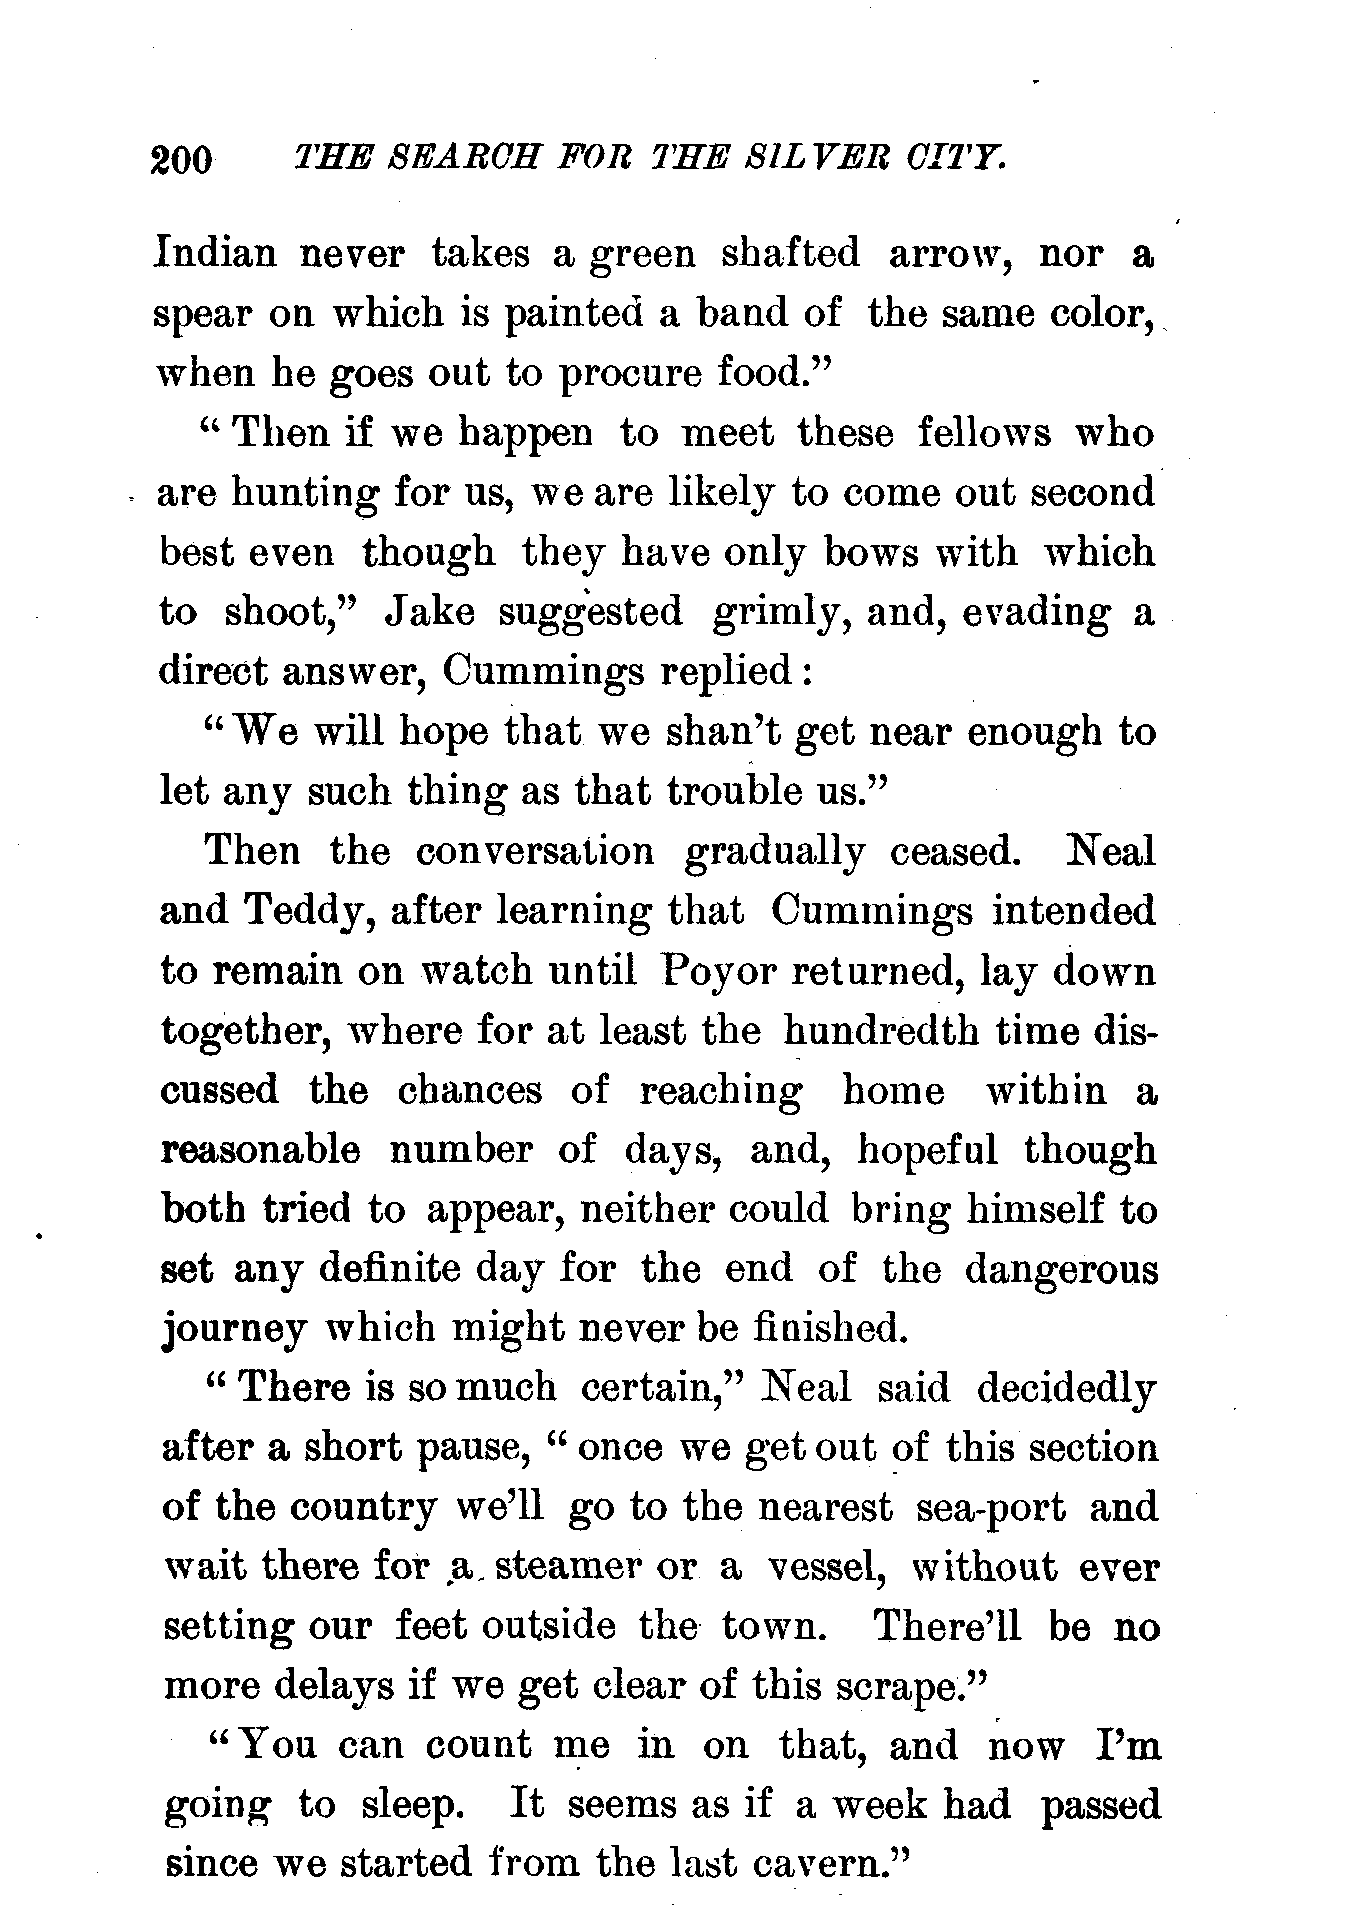 200 THE SEARCH FOR THE SILVER CITY.
Indian never takes a green shafted arrow, nor a
spear on which is painted a band of the same color,
when he goes out to procure food."
"Then if we happen to meet these fellows who
are hunting for us, we are likely to come out second
best even though they have only bows with which
to shoot," Jake suggested grimly, and, evading a
direct answer, Cummings replied:
"We will hope that we shan't get near enough to
let any such thing as that trouble us."
Then the conversation gradually ceased. Neal
and Teddy, after learning that Cummings intended
to remain on watch until Poyor returned, lay down
together, where for at least the hundredth time dis-
cussed the chances of reaching home within a
reasonable number of days, and, hopeful though
both tried to appear, neither could bring himself to
set any definite day for the end of the dangerous
journey which might never be finished.
"There is so much certain," Neal said decidedly
after a short pause, "once we get out of this section
of the country we'll go to the nearest sea-port and
wait there for a steamer or a vessel, without ever
setting our feet outside the town. There'll be no
more delays if we get clear of this scrape."
"You can count me in on that, and now I'm
going to sleep. It seems as if a week had passed
since we started from the last cavern."